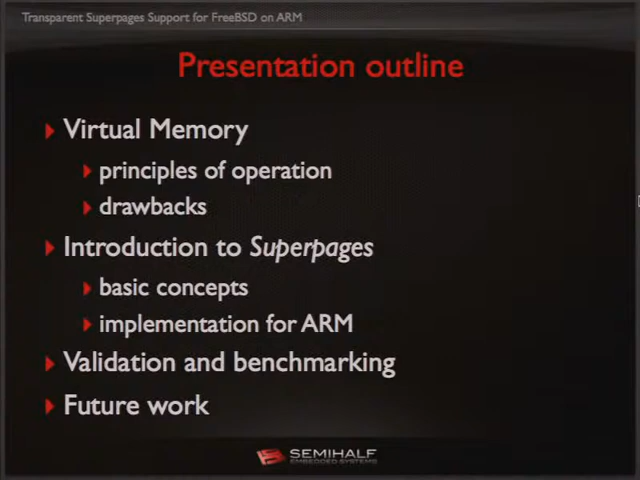 Transparent Superpages Support for FreeBSD on ARM
Presentation outline
Virtual Memory
principles of operation
drawbacks
Introduction to Superpages
basic concepts
implementation for ARM
Validation and benchmarking
Future work
SEMIHALF
EMBEDDED SYSTEMS